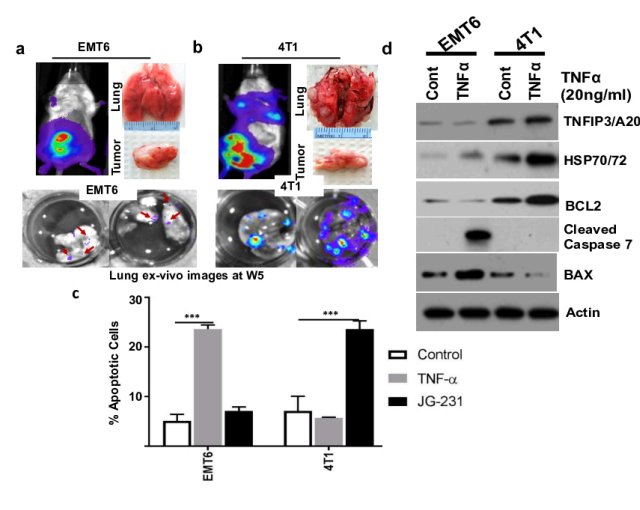 a
EMT6
Lung
Tumor
EMT6
b
4T1
Lung
Tumor
4T1
Lung ex-vivo images at W5
c
% Apoptotic Cells
30
20
10
***
***
EMT6
4T1
Control
TNF-α
JG-231
d
EMT6
4T1
Cont
TNFα
Cont
TNFα
TNFα
(20ng/ml)
TNFIP3/A20
HSP70/72
BCL2
Cleaved
Caspase 7
BAX
Actin